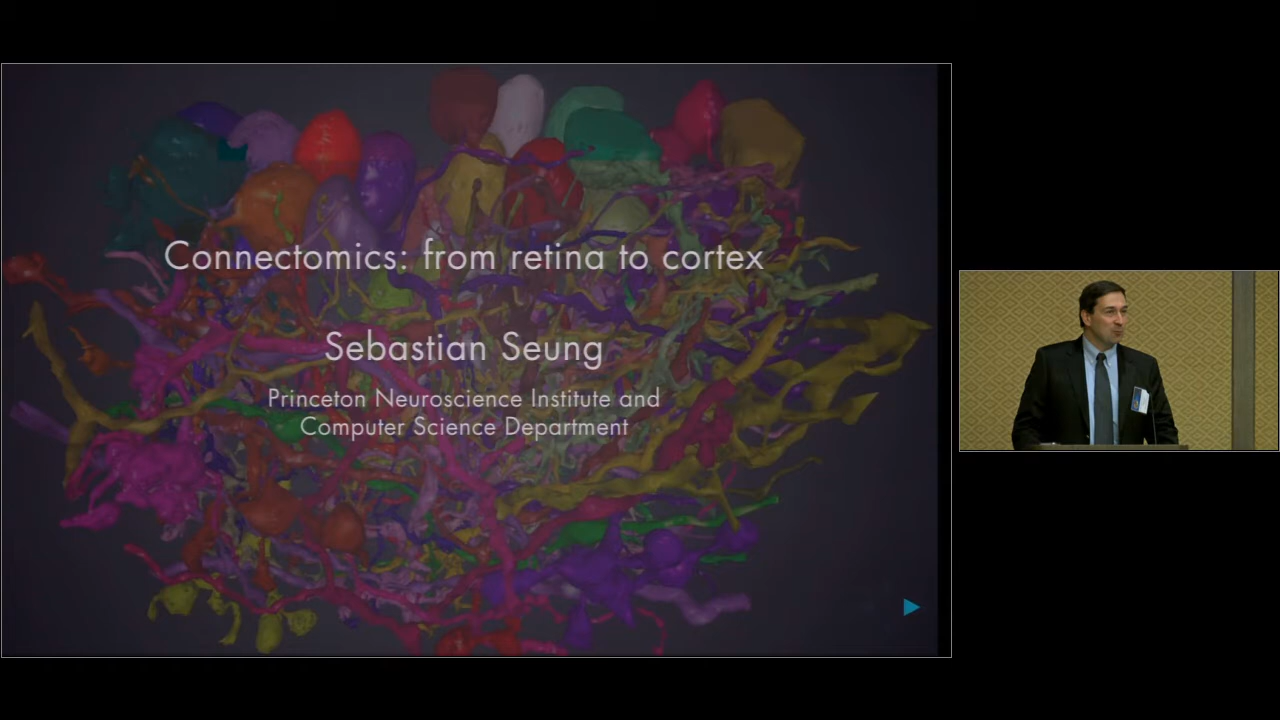 Connectomics: from retina to cortex
Sebastian Seung
Princeton Neuroscience Institute and
Computer Science Department